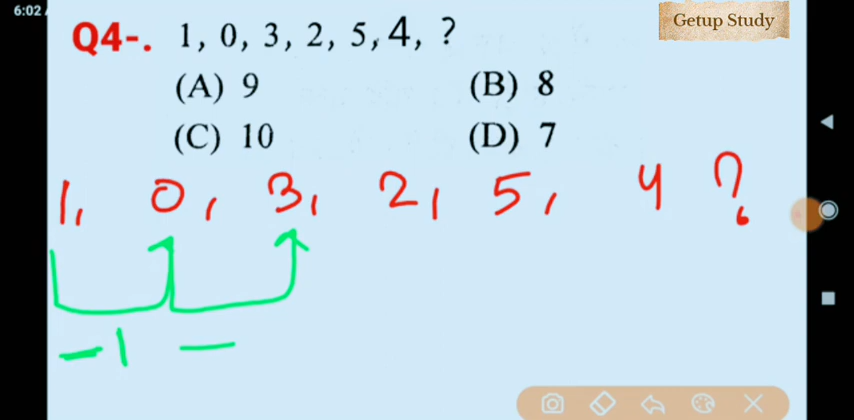 6:02
Getup Study
Q4-. 1, 0, 3, 2, 5, 4, ?
(A) 9 (B) 8
(C) 10 (D) 7
1, 0, 3, 2, 5, 4 ?
-1 -